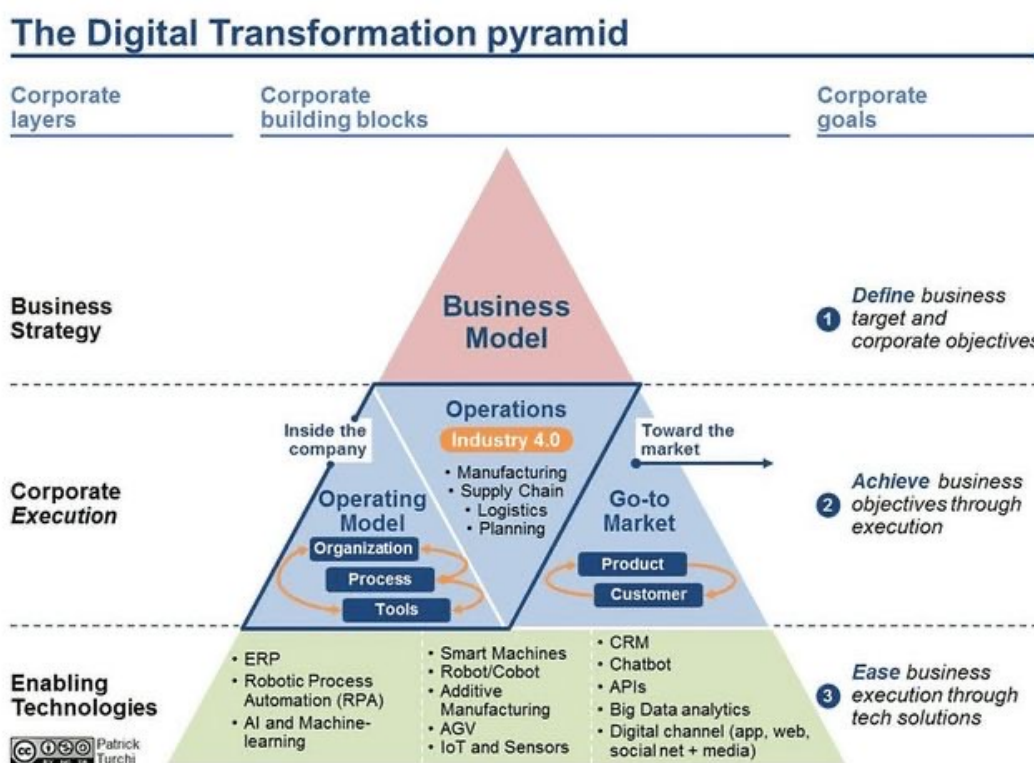 The Digital Transformation pyramid
Corporate
layers
Corporate
building blocks
Corporate
goals
Business
Strategy
Business
Model
1
Define business
target and
corporate objectives
Corporate
Execution
Inside the
company
Operating
Model
Organization
Process
Tools
Operations
Industry 4.0
• Manufacturing
• Supply Chain
• Logistics
• Planning
Toward the
market
Go-to
Market
Product
Customer
2
Achieve business
objectives through
execution
Enabling
Technologies
• ERP
• Robotic Process
Automation (RPA)
• AI and Machine-
learning
• Smart Machines
• Robot/Cobot
• Additive
Manufacturing
• AGV
• IoT and Sensors
• CRM
• Chatbot
• APIs
• Big Data analytics
• Digital channel (app, web,
social net + media)
3
Ease business
execution through
tech solutions
cc
Patrick
Turchi